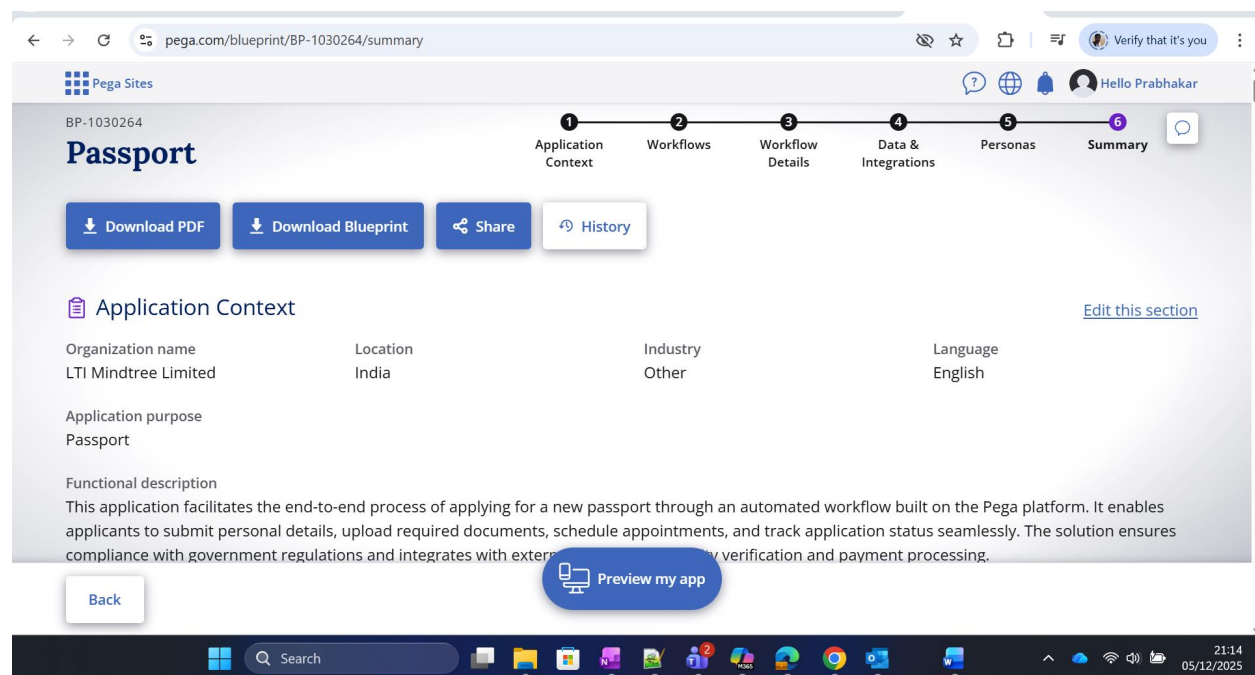 pega.com/blueprint/BP-1030264/summary
Verify that it's you
Pega Sites
Hello Prabhakar
BP-1030264
Passport
1 2 3 4 5 6
Application Context
Workflows
Workflow Details
Data & Integrations
Personas
Summary
Download PDF
Download Blueprint
Share
History
Application Context
Edit this section
Organization name
LTI Mindtree Limited
Location
India
Industry
Other
Language
English
Application purpose
Passport
Functional description
This application facilitates the end-to-end process of applying for a new passport through an automated workflow built on the Pega platform. It enables
applicants to submit personal details, upload required documents, schedule appointments, and track application status seamlessly. The solution ensures
compliance with government regulations and integrates with verification and payment processing.
Preview my app
Back
Search
2
M365
21:14
05/12/2025